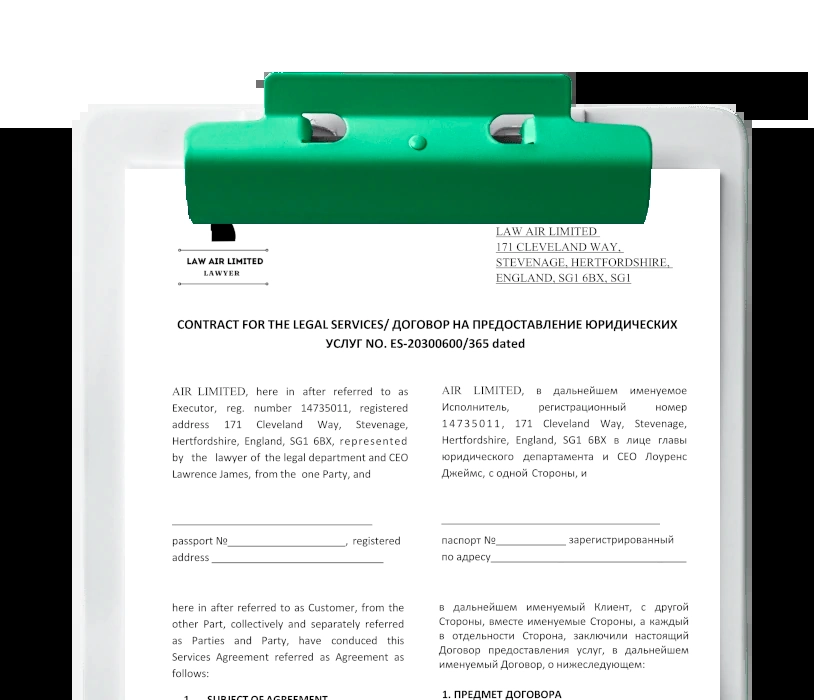 LAW AIR LIMITED
LAWYER
LAW AIR LIMITED
171 CLEVELAND WAY,
STEVENAGE, HERTFORDSHIRE,
ENGLAND, SG1 6BX, SG1
CONTRACT FOR THE LEGAL SERVICES/ ДОГОВОР НА ПРЕДОСТАВЛЕНИЕ ЮРИДИЧЕСКИХ
УСЛУГ NO. ES-20300600/365 dated
AIR LIMITED, here in after referred to as
Executor, reg. number 14735011, registered
address 171 Cleveland Way, Stevenage,
Hertfordshire, England, SG1 6BX, represented
by the lawyer of the legal department and CEO
Lawrence James, from the one Party, and
passport №____________________, registered
address ______________________________
here in after referred to as Customer, from the
other Part, collectively and separately referred
as Parties and Party, have conducted this
Services Agreement referred as Agreement as
follows:
1. SUBJECT OF AGREEMENT
AIR LIMITED, в дальнейшем именуемое
Исполнитель, регистрационный номер
14735011, 171 Cleveland Way, Stevenage,
Hertfordshire, England, SG1 6BX в лице главы
юридического департамента и CEO Лоуренс
Джеймс, с одной Стороны, и
паспорт №____________ зарегистрированный
по адресу__________________________________
в дальнейшем именуемый Клиент, с другой
Стороны, вместе именуемые Стороны, а каждый
в отдельности Сторона, заключили настоящий
Договор предоставления услуг, в дальнейшем
именуемый Договор, о нижеследующем:
1. ПРЕДМЕТ ДОГОВОРА